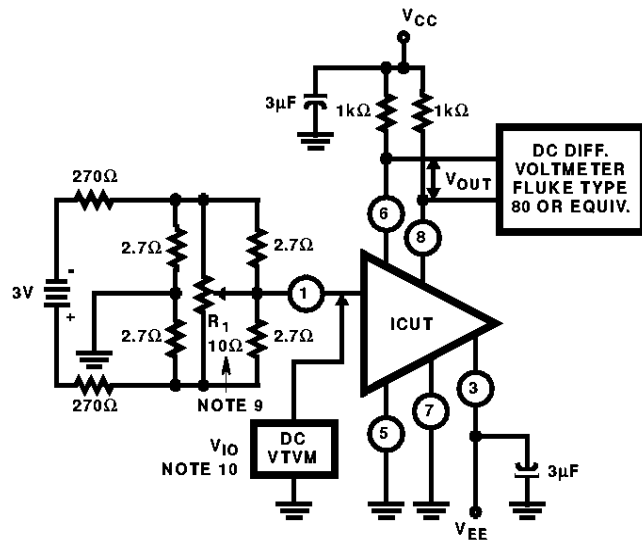 VCC
3µF
1kΩ
1kΩ
DC DIFF.
VOLTMETER
FLUKE TYPE
80 OR EQUIV.
VOUT
270Ω
6
8
2.7Ω
2.7Ω
-
3V
+
1
ICUT
R1
10Ω
2.7Ω
2.7Ω
270Ω
NOTE 9
3
7
5
VIO
NOTE 10
DC
VTVM
3µF
VEE